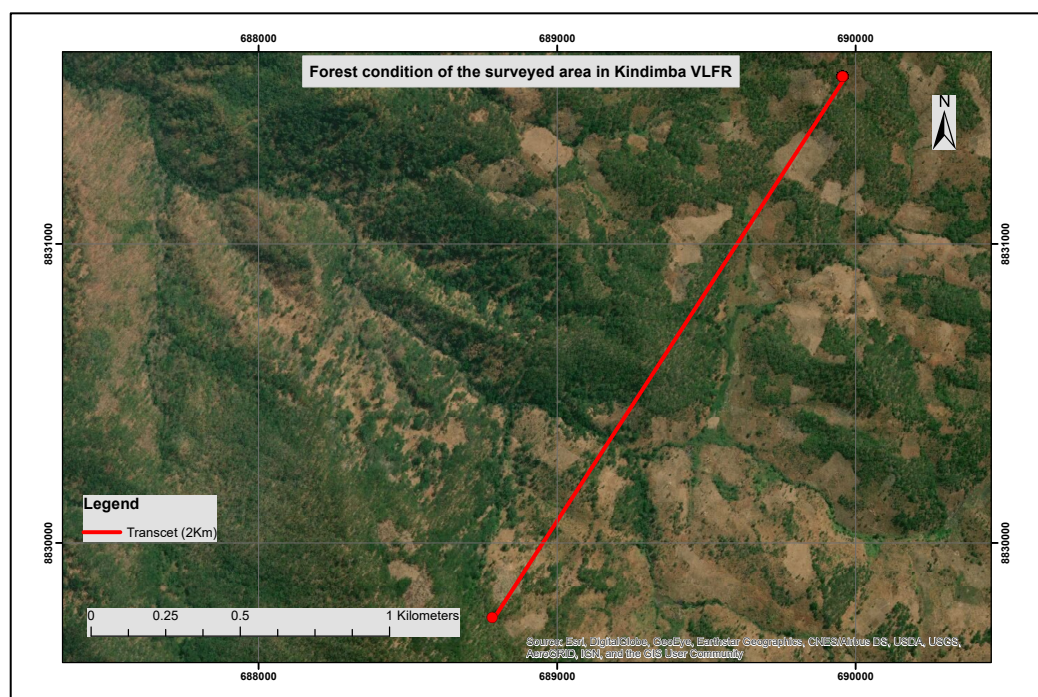 688000 689000 690000
Forest condition of the surveyed area in Kindimba VLFR
N
8831000 8831000
Legend
Transcet (2Km)
8830000 8830000
0 0.25 0.5 1 Kilometers
Source: Esri, DigitalGlobe, GeoEye, Earthstar Geographics, CNES/Airbus DS, USDA, USGS,
AeroGRID, IGN, and the GIS User Community
688000 689000 690000